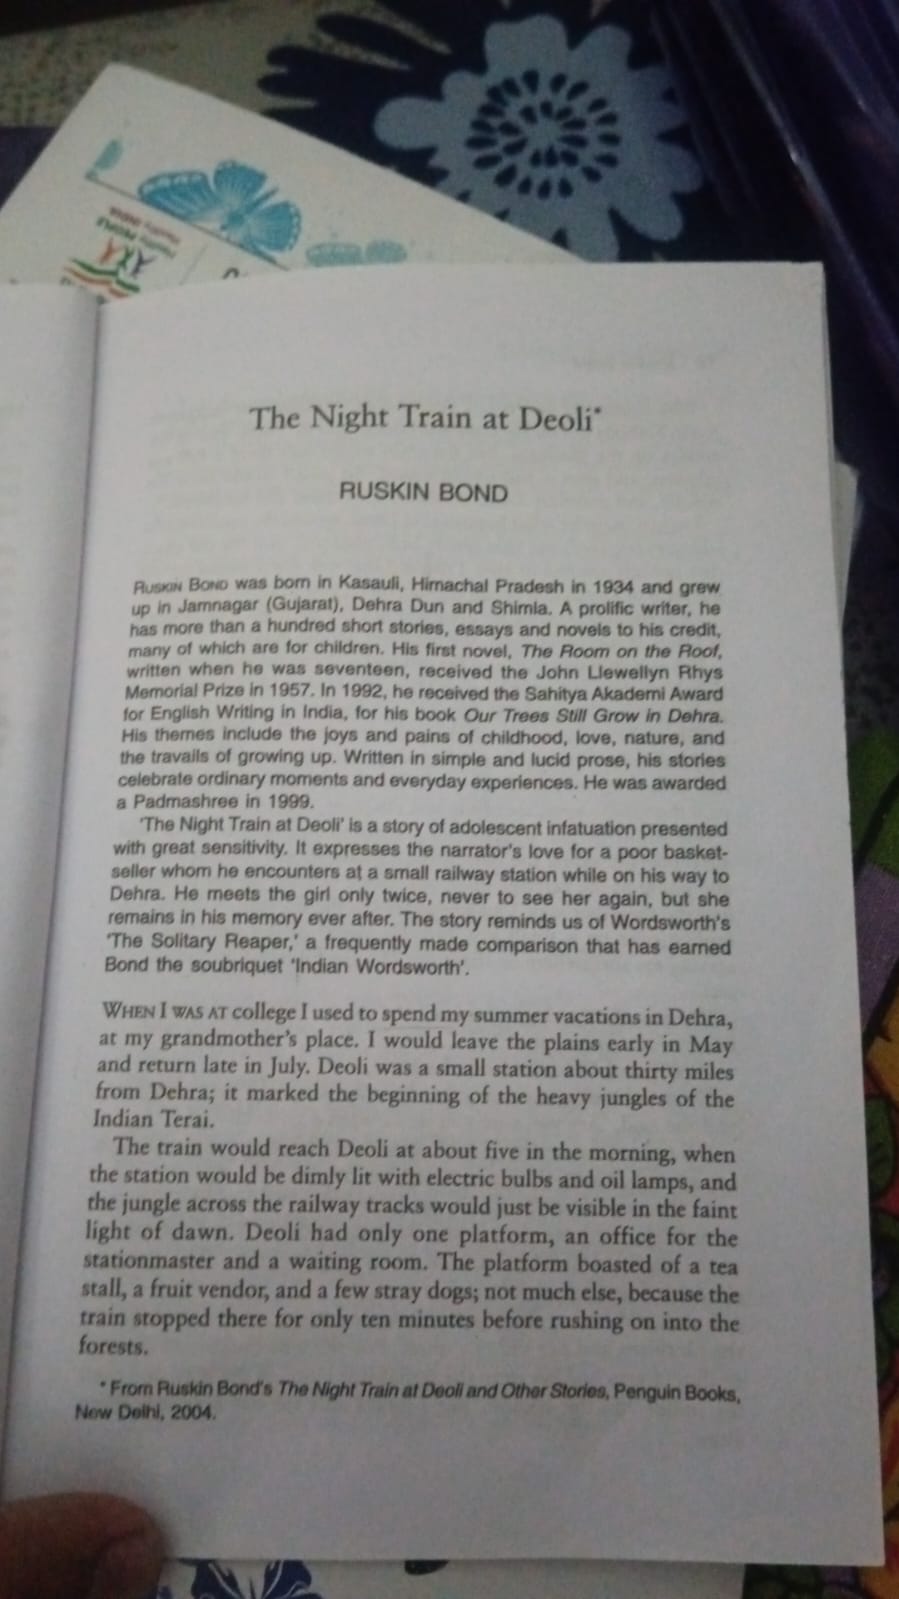 Healthy PEOPLE
Healthy INDIA
The Night Train at Deoli*
RUSKIN BOND
RUSKIN BOND was born in Kasauli, Himachal Pradesh in 1934 and grew
up in Jamnagar (Gujarat), Dehra Dun and Shimla. A prolific writer, he
has more than a hundred short stories, essays and novels to his credit,
many of which are for children. His first novel, The Room on the Roof,
written when he was seventeen, received the John Llewellyn Rhys
Memorial Prize in 1957. In 1992, he received the Sahitya Akademi Award
for English Writing in India, for his book Our Trees Still Grow in Dehra.
His themes include the joys and pains of childhood, love, nature, and
the travails of growing up. Written in simple and lucid prose, his stories
celebrate ordinary moments and everyday experiences. He was awarded
a Padmashree in 1999.
'The Night Train at Deoli' is a story of adolescent infatuation presented
with great sensitivity. It expresses the narrator's love for a poor basket-
seller whom he encounters at a small railway station while on his way to
Dehra. He meets the girl only twice, never to see her again, but she
remains in his memory ever after. The story reminds us of Wordsworth's
'The Solitary Reaper,' a frequently made comparison that has earned
Bond the soubriquet 'Indian Wordsworth'.
WHEN I WAS AT college I used to spend my summer vacations in Dehra,
at my grandmother's place. I would leave the plains early in May
and return late in July. Deoli was a small station about thirty miles
from Dehra; it marked the beginning of the heavy jungles of the
Indian Terai.
The train would reach Deoli at about five in the morning, when
the station would be dimly lit with electric bulbs and oil lamps, and
the jungle across the railway tracks would just be visible in the faint
light of dawn. Deoli had only one platform, an office for the
stationmaster and a waiting room. The platform boasted of a tea
stall, a fruit vendor, and a few stray dogs; not much else, because the
train stopped there for only ten minutes before rushing on into the
forests.
* From Ruskin Bond's The Night Train at Deoli and Other Stories, Penguin Books,
New Delhi, 2004.